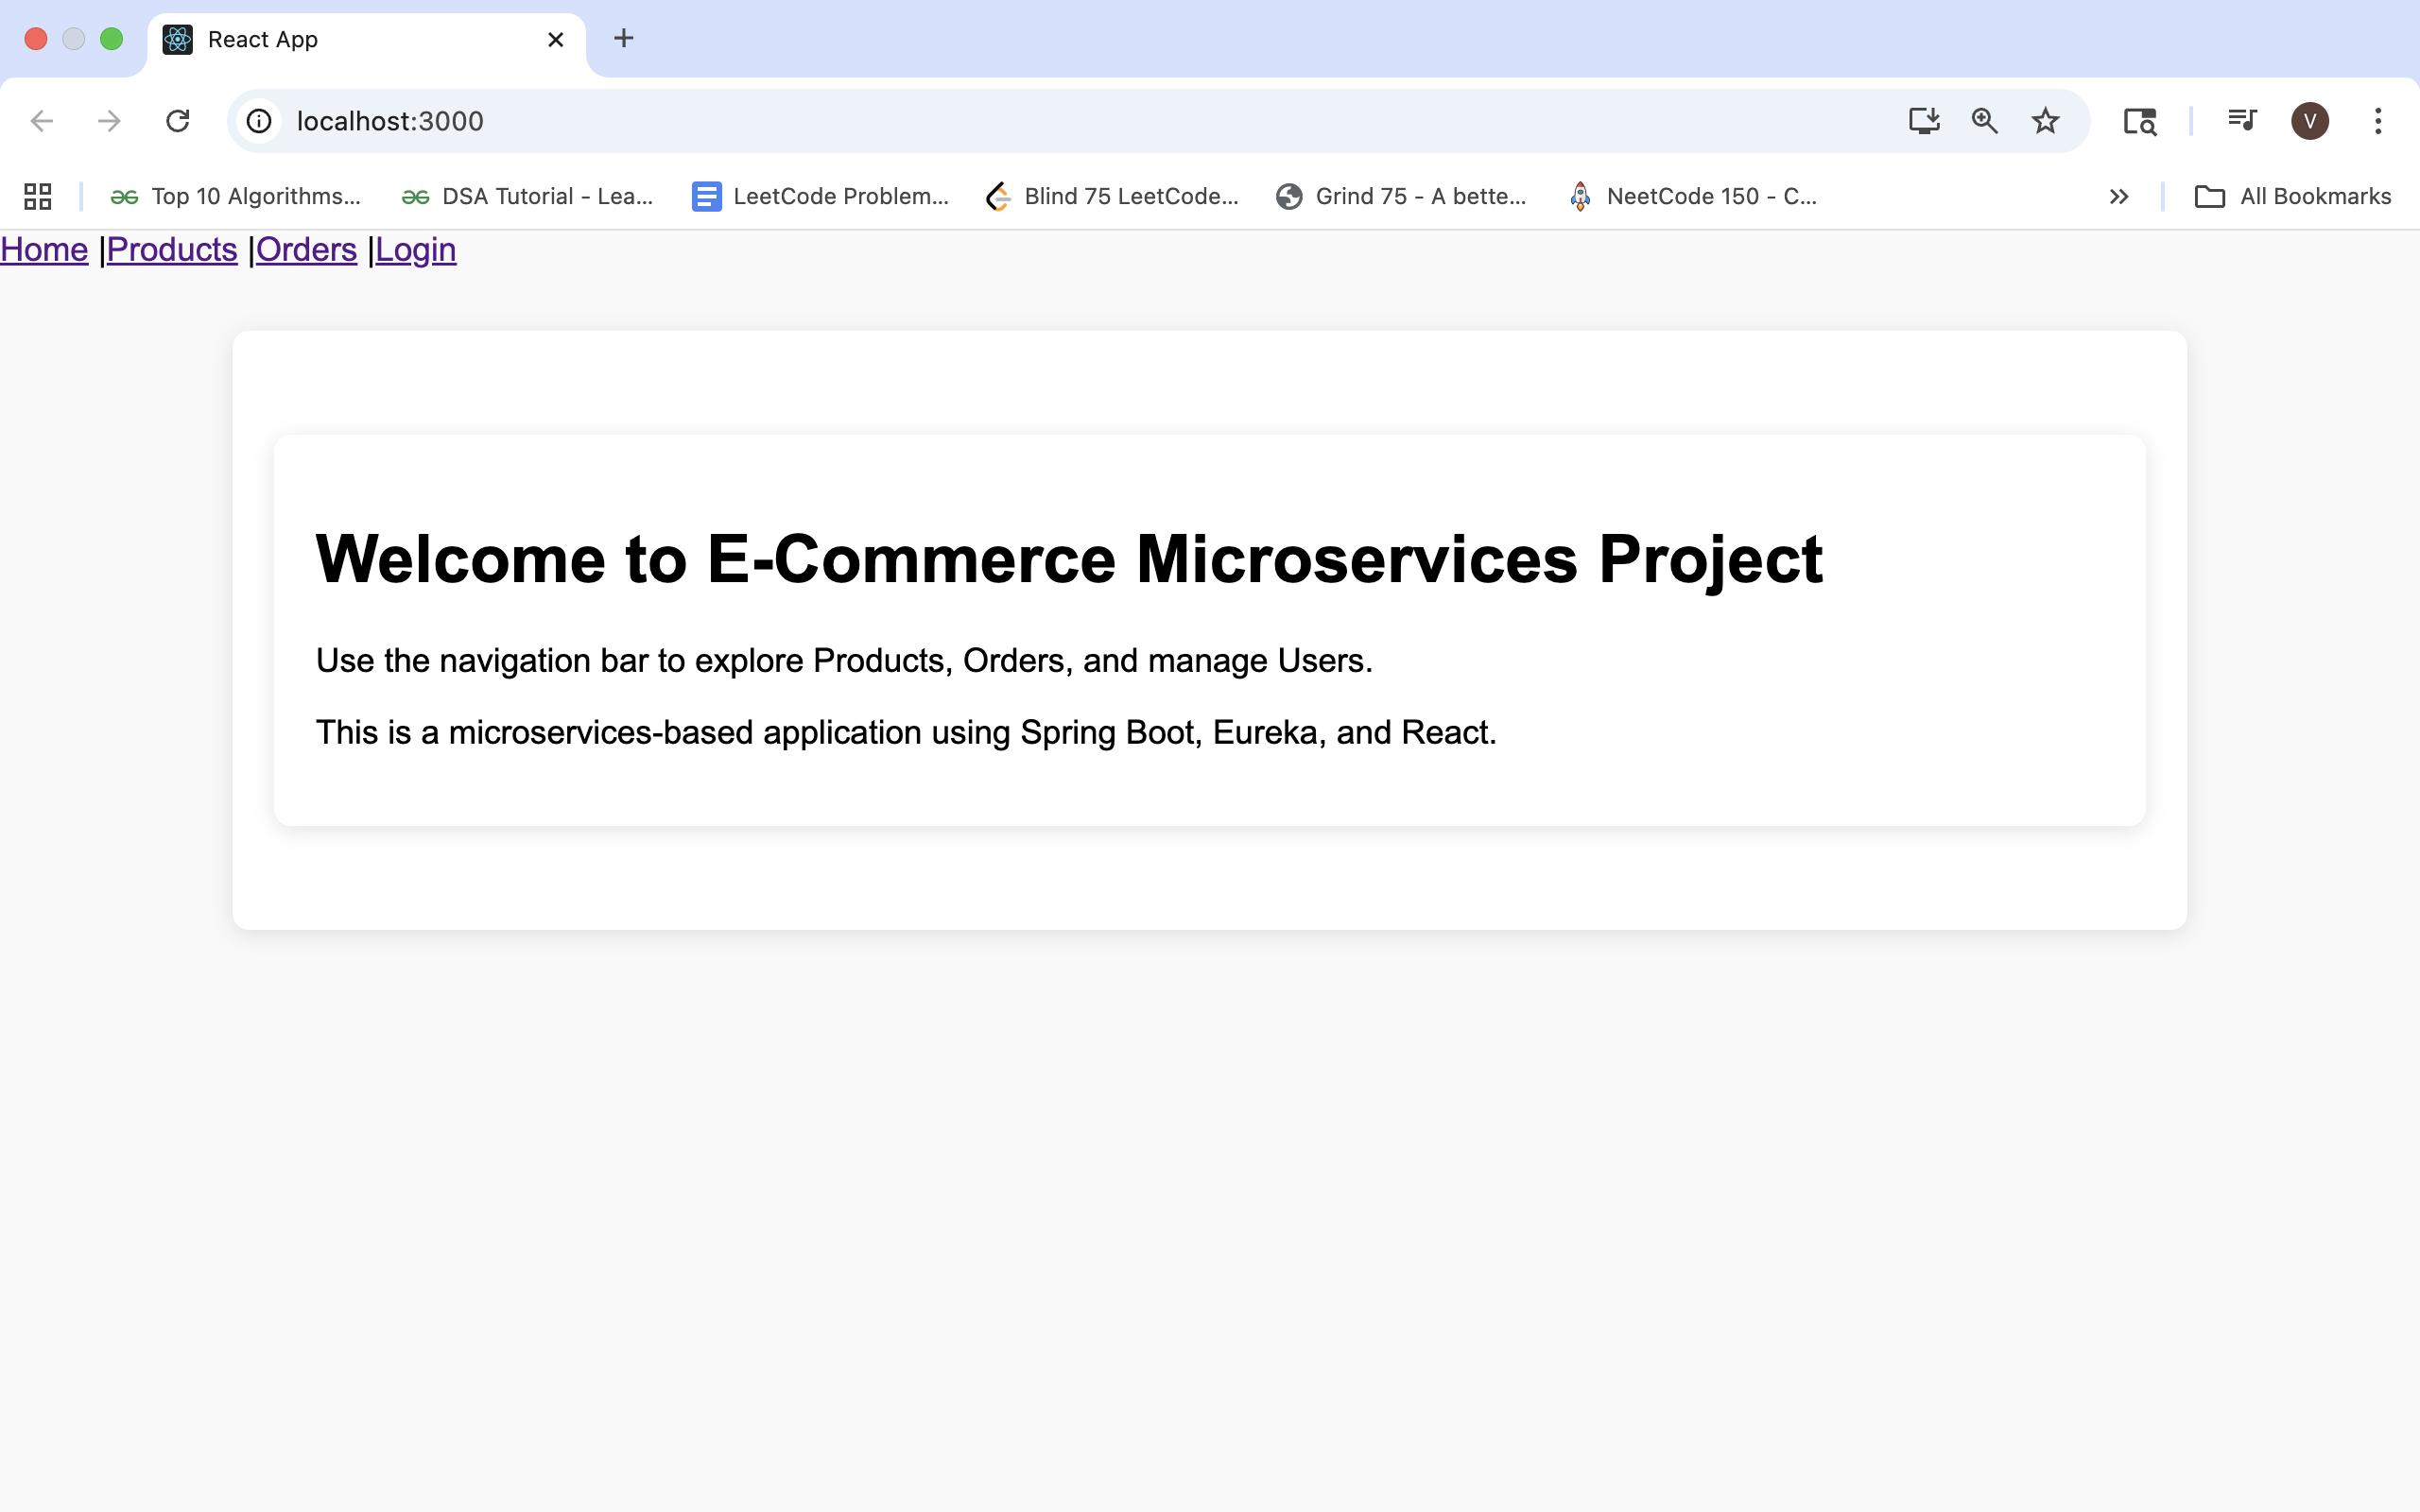 React App
localhost:3000
V
Top 10 Algorithms... DSA Tutorial - Lea... LeetCode Problem... Blind 75 LeetCode... Grind 75 - A bette... NeetCode 150 - C... All Bookmarks
Home |Products |Orders |Login
Welcome to E-Commerce Microservices Project
Use the navigation bar to explore Products, Orders, and manage Users.
This is a microservices-based application using Spring Boot, Eureka, and React.